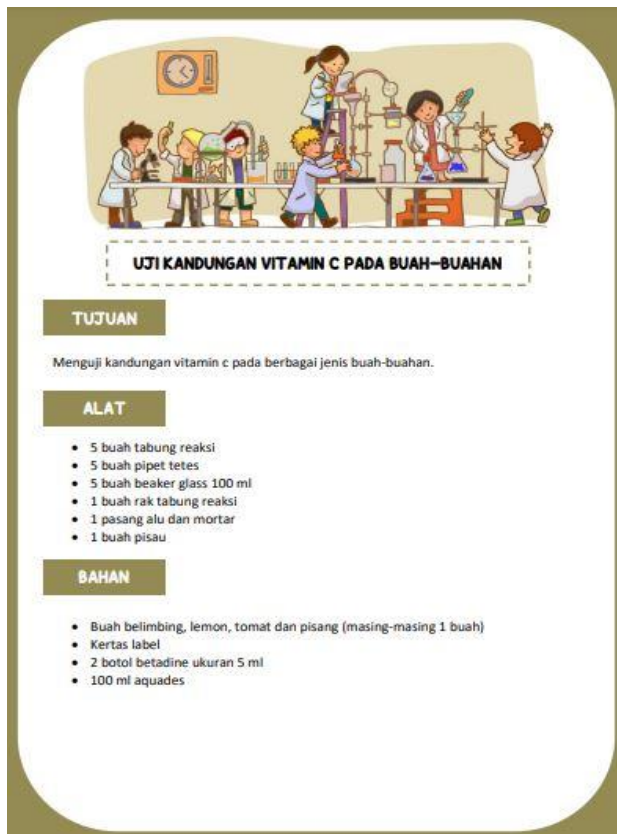 UJI KANDUNGAN VITAMIN C PADA BUAH-BUAHAN
TUJUAN
Menguji kandungan vitamin c pada berbagai jenis buah-buahan.
ALAT
• 5 buah tabung reaksi
• 5 buah pipet tetes
• 5 buah beaker glass 100 ml
• 1 buah rak tabung reaksi
• 1 pasang alu dan mortar
• 1 buah pisau
BAHAN
• Buah belimbing, lemon, tomat dan pisang (masing-masing 1 buah)
• Kertas label
• 2 botol betadine ukuran 5 ml
• 100 ml aquades